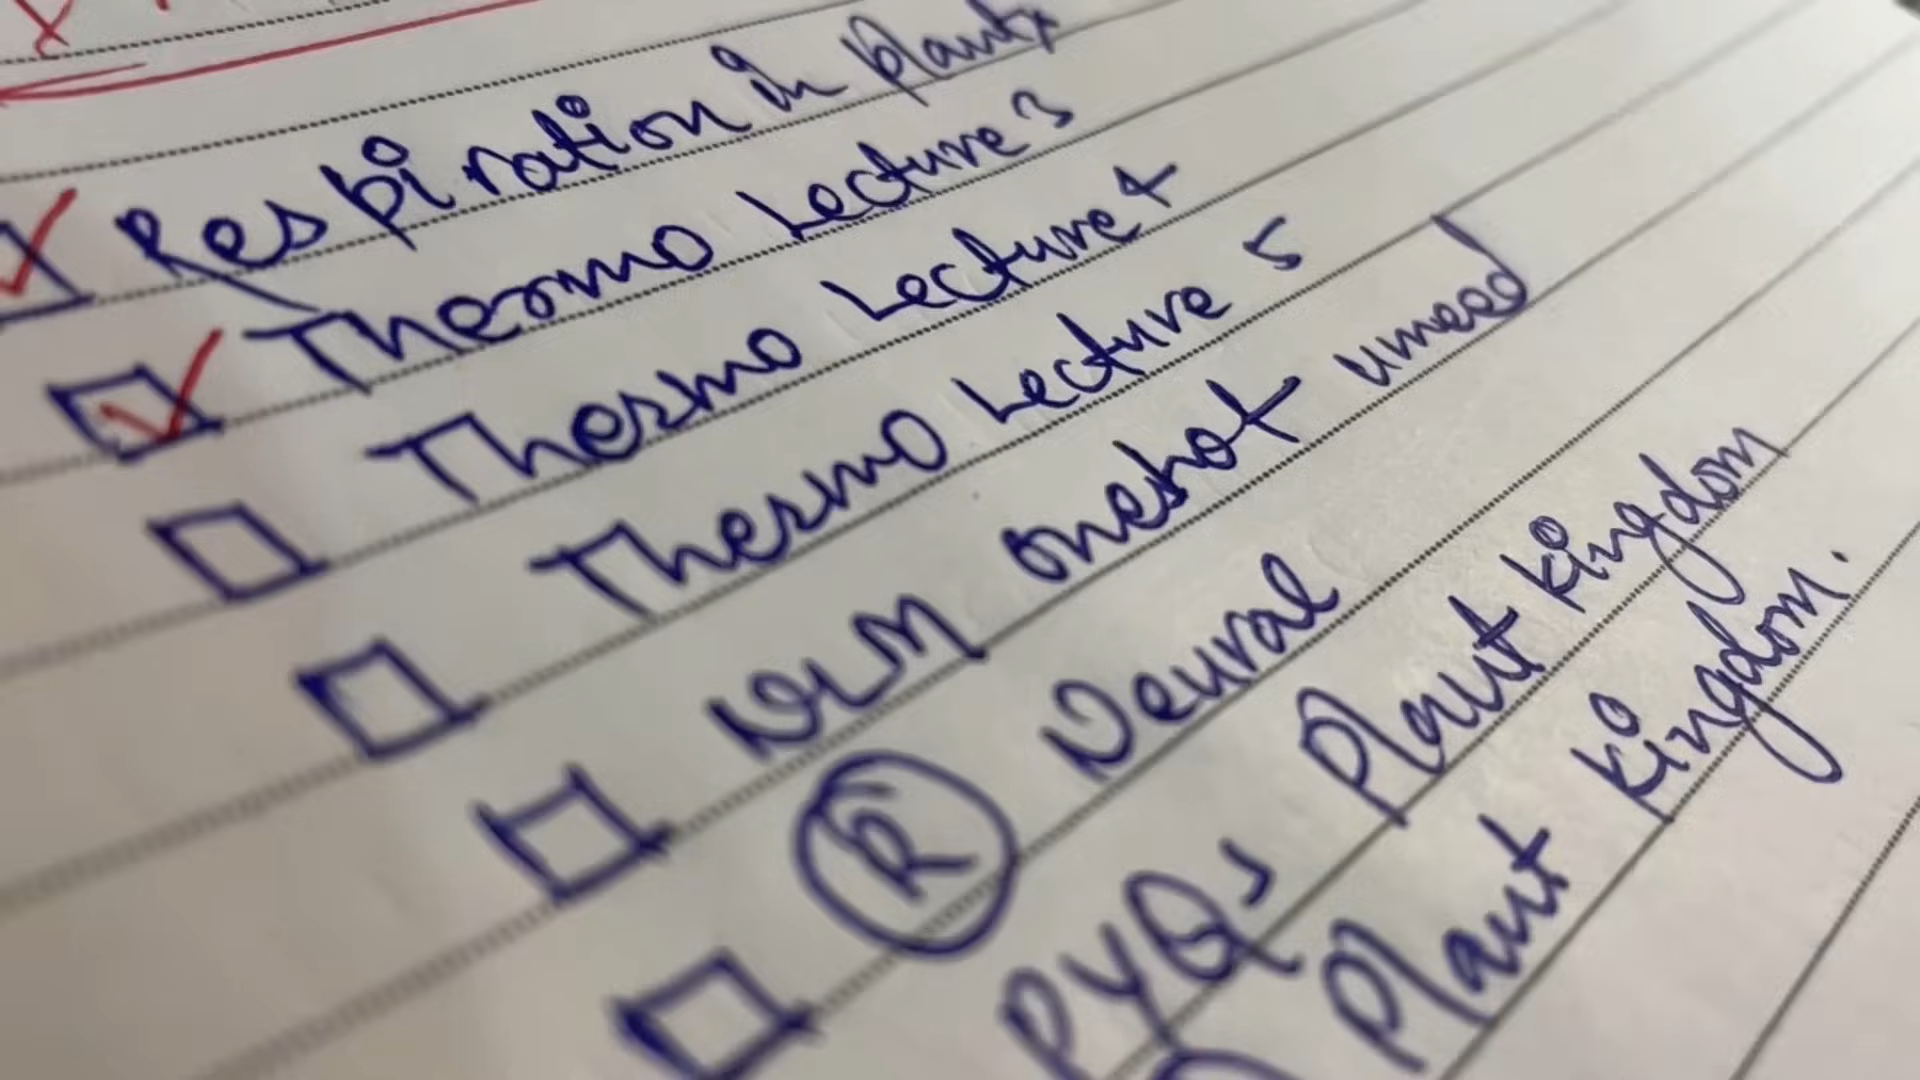 Respiration in plants
Thermo Lecture 3
Thermo Lecture 4
Thermo Lecture 5
NLM oneshot umeed
R Neural
PYQs Plant kingdom
Plant kingdom.